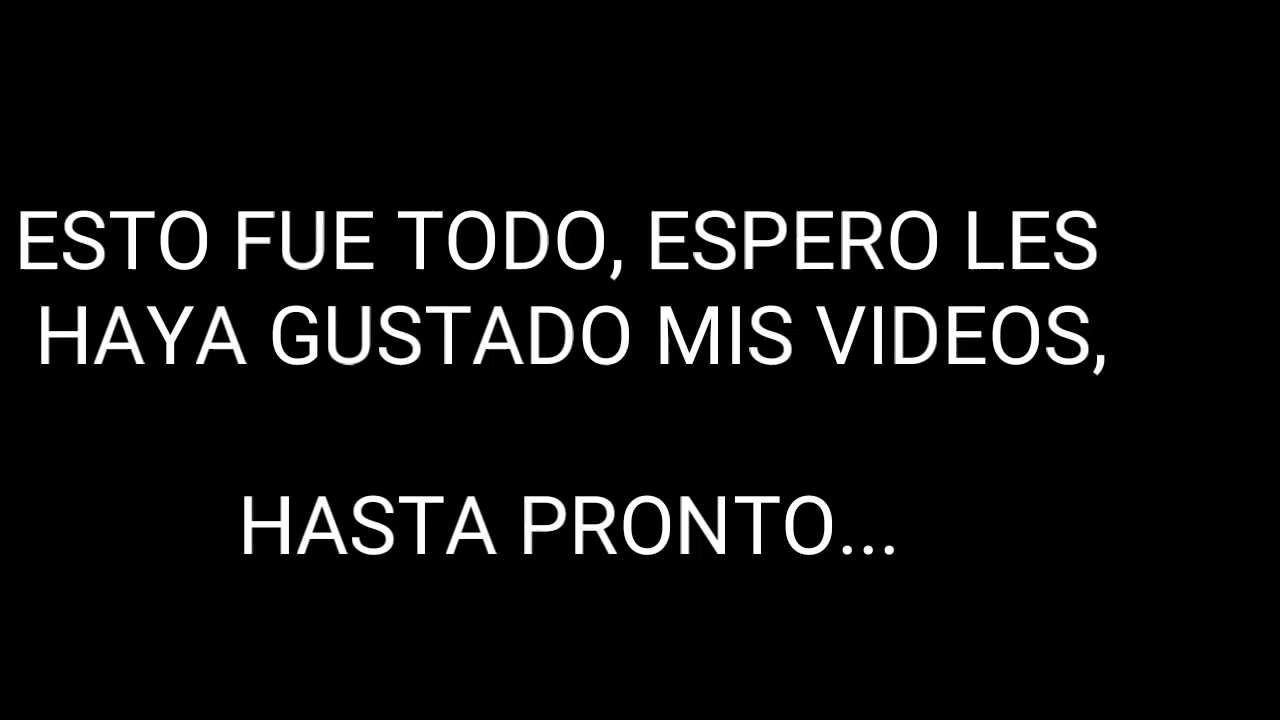 ESTO FUE TODO, ESPERO LES
HAYA GUSTADO MIS VIDEOS,
HASTA PRONTO...